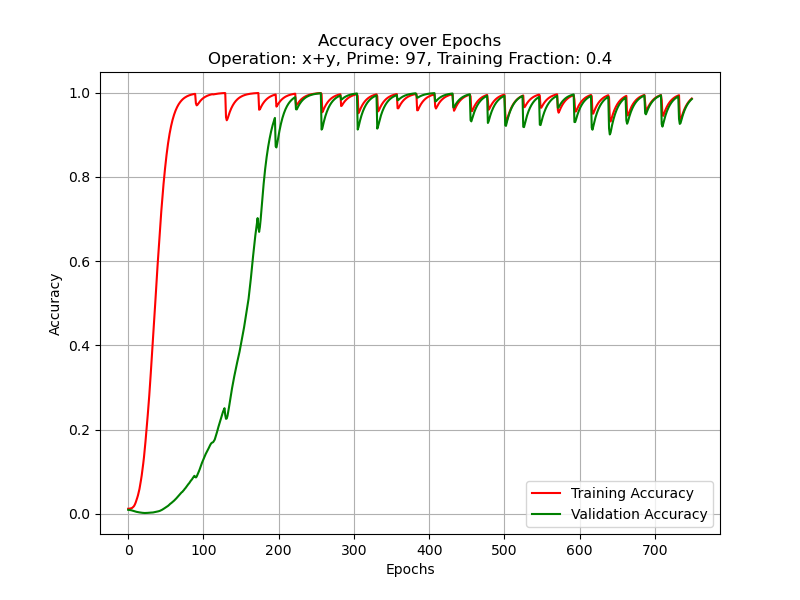 Accuracy over Epochs
Operation: x+y, Prime: 97, Training Fraction: 0.4
1.0
0.8
0.6
0.4
0.2
0.0
Accuracy
0 100 200 300 400 500 600 700
Epochs
Training Accuracy
Validation Accuracy